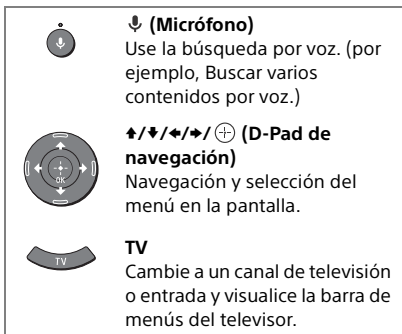 (Micrófono)
Use la búsqueda por voz. (por
ejemplo, Buscar varios
contenidos por voz.)
OK
↑/↓/←/→/ (D-Pad de
navegación)
Navegación y selección del
menú en la pantalla.
TV
TV
Cambie a un canal de televisión
o entrada y visualice la barra de
menús del televisor.